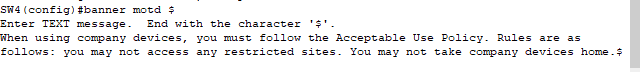 SW4(config)#banner motd $
Enter TEXT message.  End with the character '$'.
When using company devices, you must follow the Acceptable Use Policy. Rules are as
follows: you may not access any restricted sites. You may not take company devices home.$